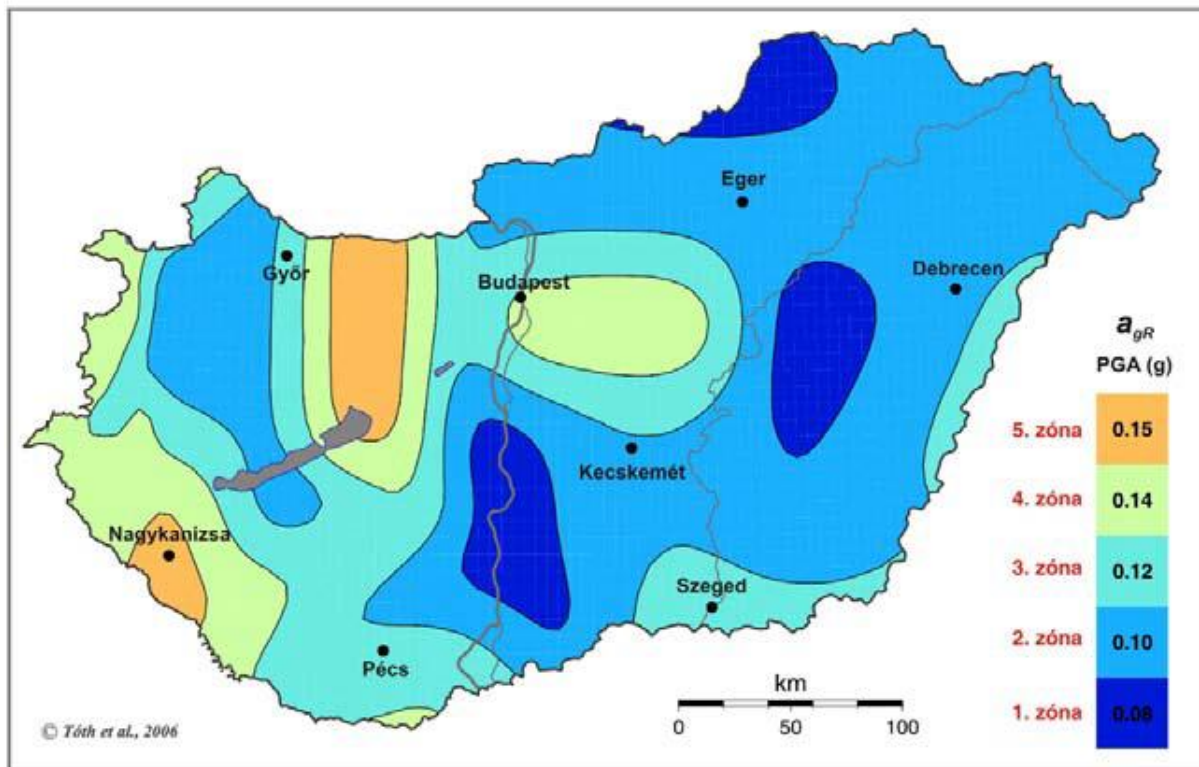 Eger
Győr
Budapest
Debrecen
a_gR
PGA (g)
5. zóna 0.15
Kecskemét
4. zóna 0.14
Nagykanizsa
3. zóna 0.12
Szeged
2. zóna 0.10
Pécs
km
1. zóna 0.08
0 50 100
© Tóth et al., 2006